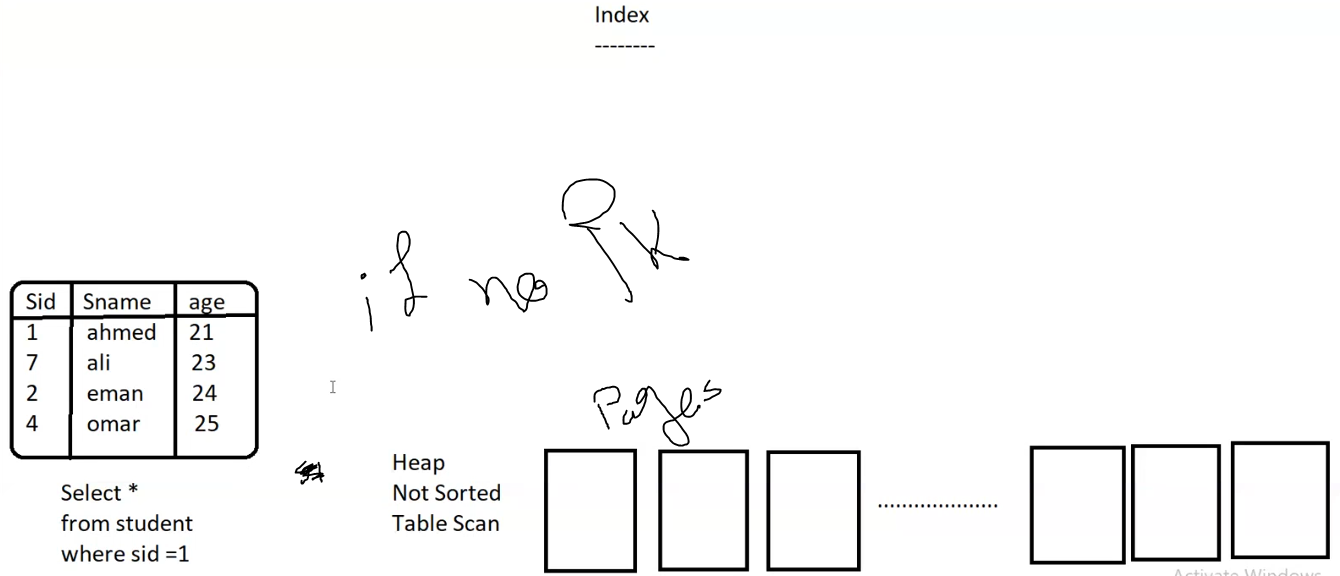 Index
--------
if no PK
Sid Sname age
1 ahmed 21
7 ali 23
2 eman 24
4 omar 25
Select *
from student
where sid =1
Pages
Heap
Not Sorted
Table Scan
.....................
Activate Windows